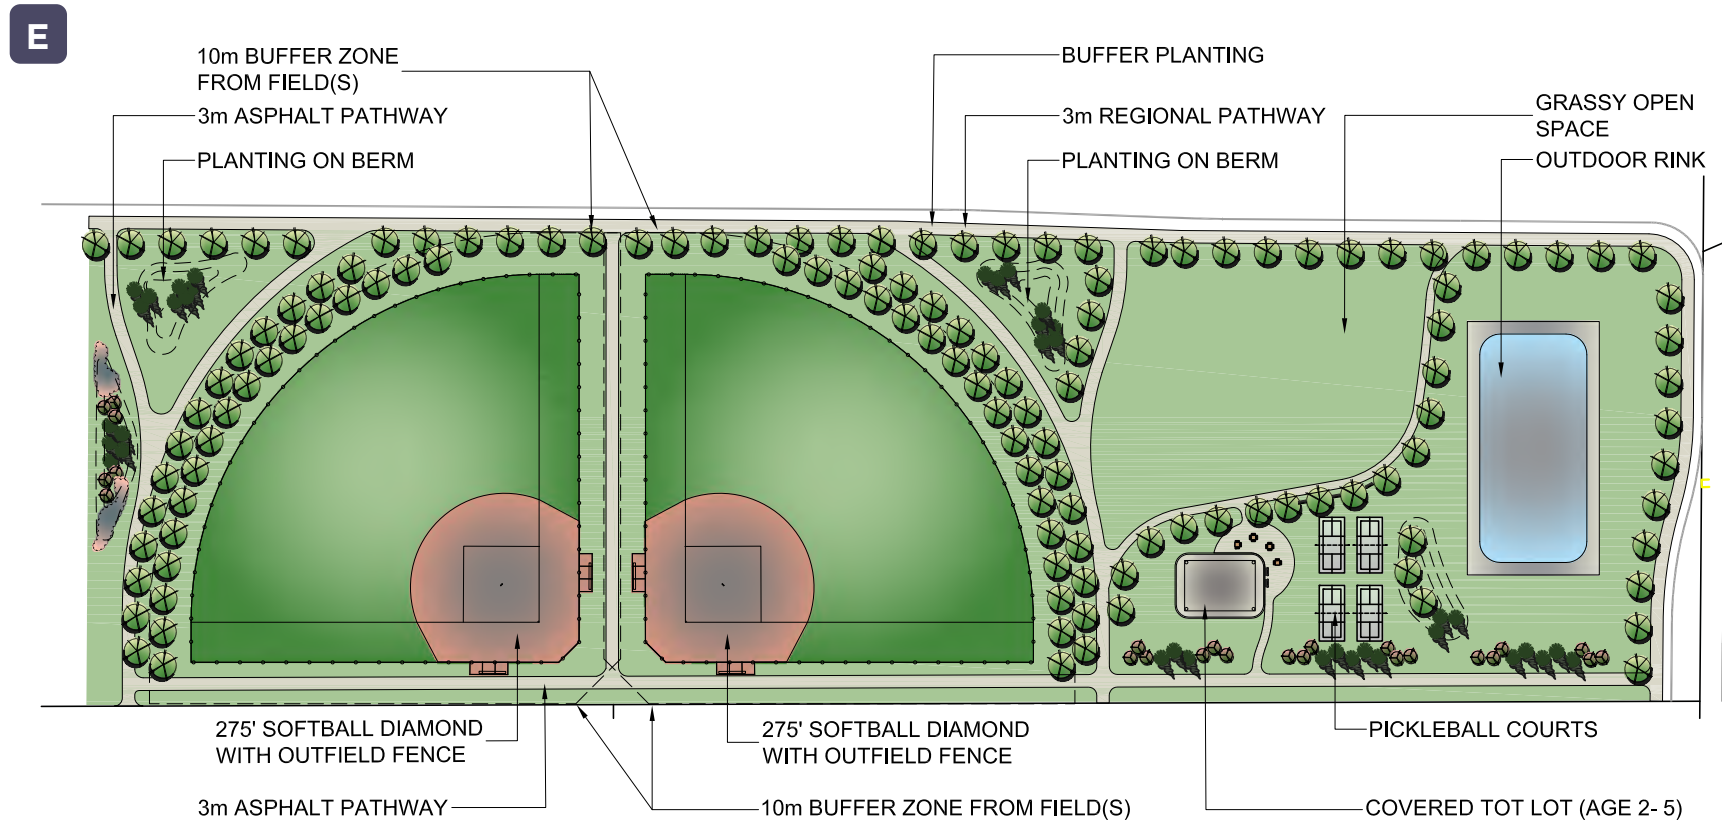 E
10m BUFFER ZONE
FROM FIELD(S)
3m ASPHALT PATHWAY
PLANTING ON BERM
BUFFER PLANTING
3m REGIONAL PATHWAY
PLANTING ON BERM
GRASSY OPEN
SPACE
OUTDOOR RINK
275' SOFTBALL DIAMOND
WITH OUTFIELD FENCE
3m ASPHALT PATHWAY
275' SOFTBALL DIAMOND
WITH OUTFIELD FENCE
10m BUFFER ZONE FROM FIELD(S)
PICKLEBALL COURTS
COVERED TOT LOT (AGE 2- 5)